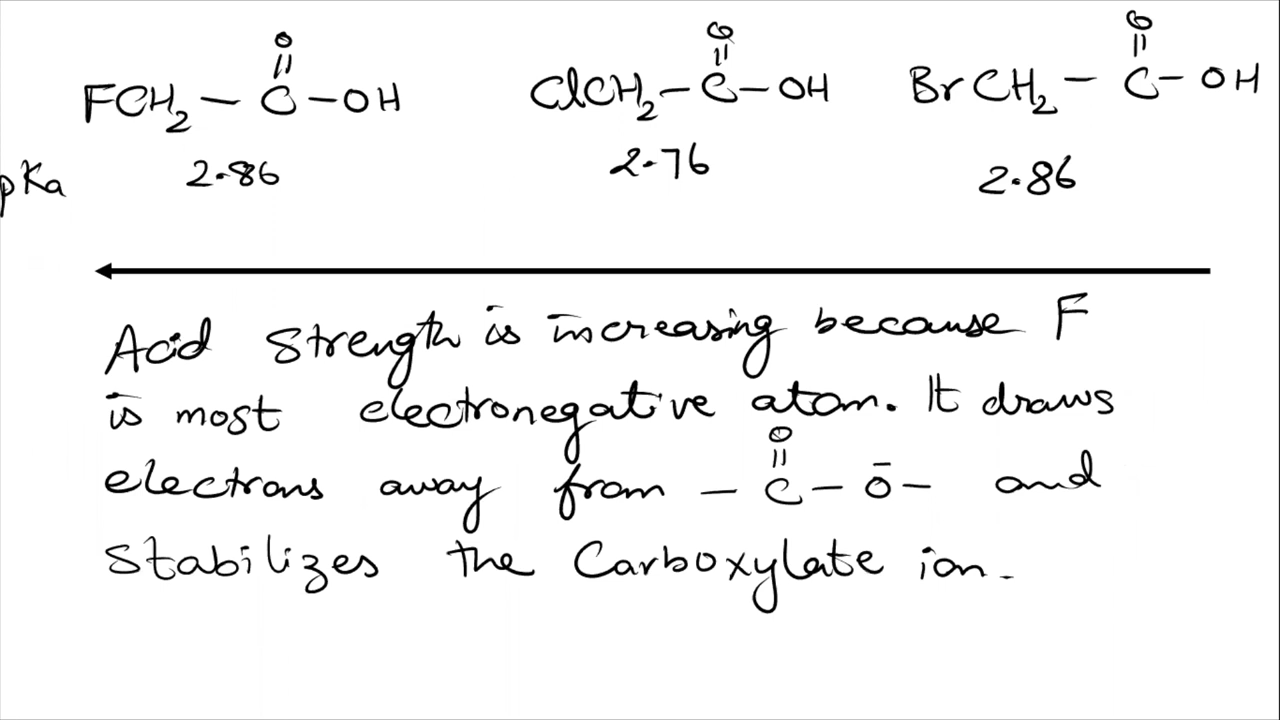 O O O
|| || ||
FCH₂ — C — OH ClCH₂ — C — OH BrCH₂ — C — OH
pKa 2.86 2.76 2.86
Acid strength is increasing because F
is most electronegative atom. It draws
O
||
electrons away from — C — Ō — and
stabilizes the Carboxylate ion.